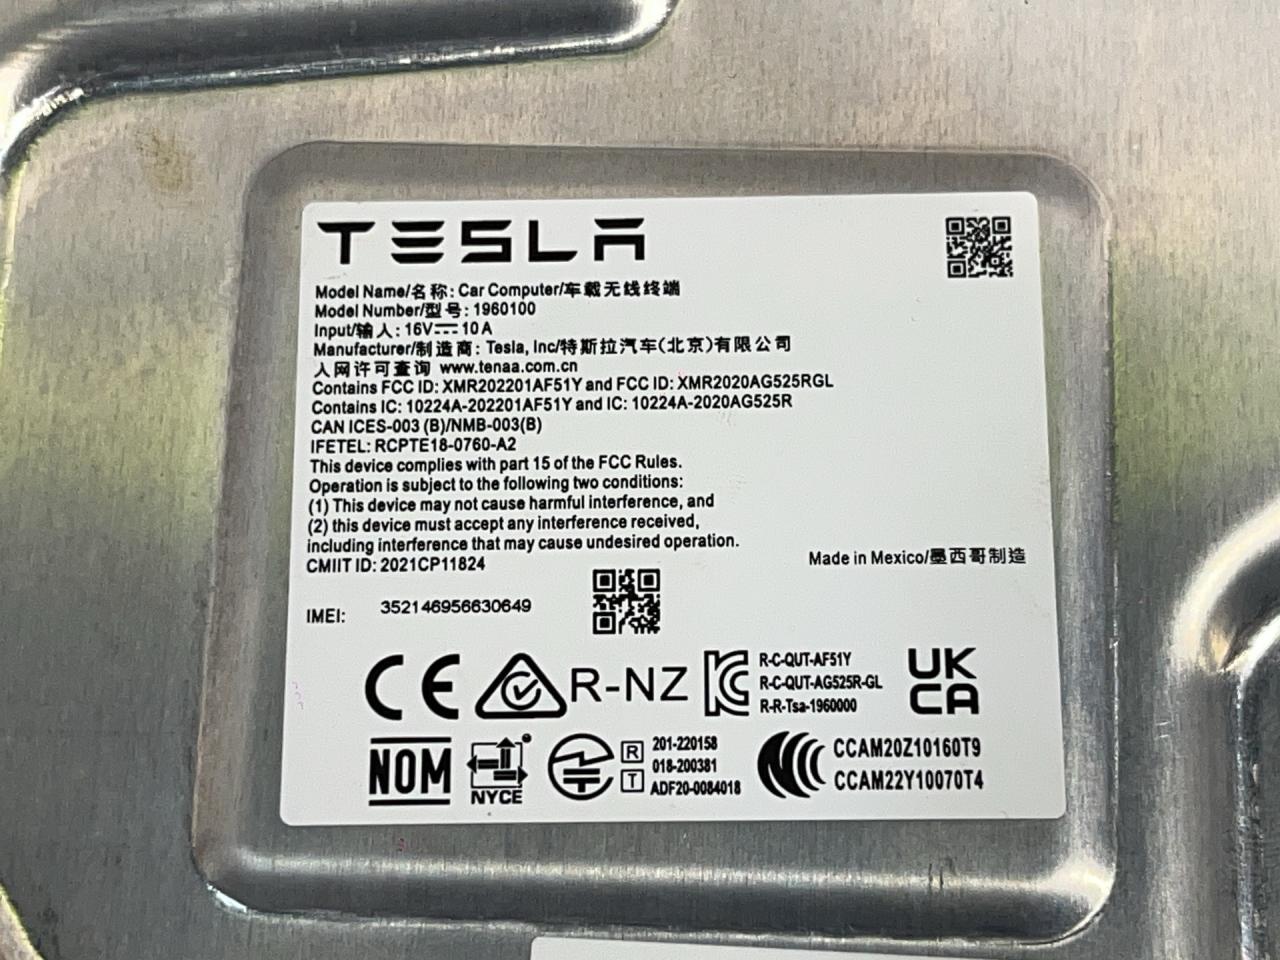 TESLA
Model Name/名称: Car Computer/车载无线终端
Model Number/型号: 1960100
Input/输入: 16V⎓10A
Manufacturer/制造商: Tesla, Inc/特斯拉汽车(北京)有限公司
入网许可查询 www.tenaa.com.cn
Contains FCC ID: XMR202201AF51Y and FCC ID: XMR2020AG525RGL
Contains IC: 10224A-202201AF51Y and IC: 10224A-2020AG525R
CAN ICES-003 (B)/NMB-003(B)
IFETEL: RCPTE18-0760-A2
This device complies with part 15 of the FCC Rules.
Operation is subject to the following two conditions:
(1) This device may not cause harmful interference, and
(2) this device must accept any interference received,
including interference that may cause undesired operation.
CMIIT ID: 2021CP11824
Made in Mexico/墨西哥制造
IMEI: 352146956630649
CE R-NZ
R-C-QUT-AF51Y
R-C-QUT-AG525R-GL
R-R-Tsa-1960000
UK
CA
NOM
NYCE
R 201-220158
018-200381
T ADF20-0084018
CCAM20Z10160T9
CCAM22Y10070T4